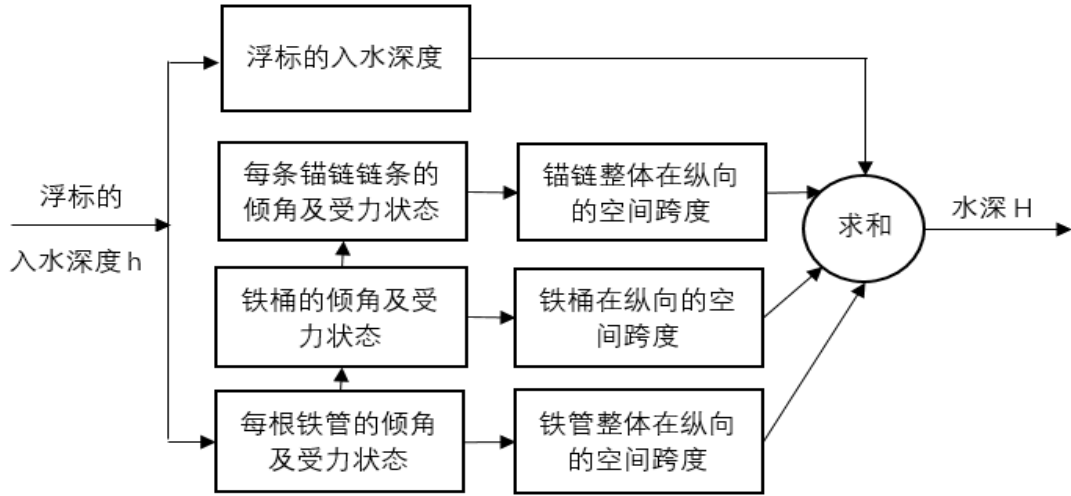 浮标的入水深度
每条锚链链条的
倾角及受力状态
锚链整体在纵向
的空间跨度
浮标的
入水深度 h
求和
水深 H
铁桶的倾角及受
力状态
铁桶在纵向的空
间跨度
每根铁管的倾角
及受力状态
铁管整体在纵向
的空间跨度